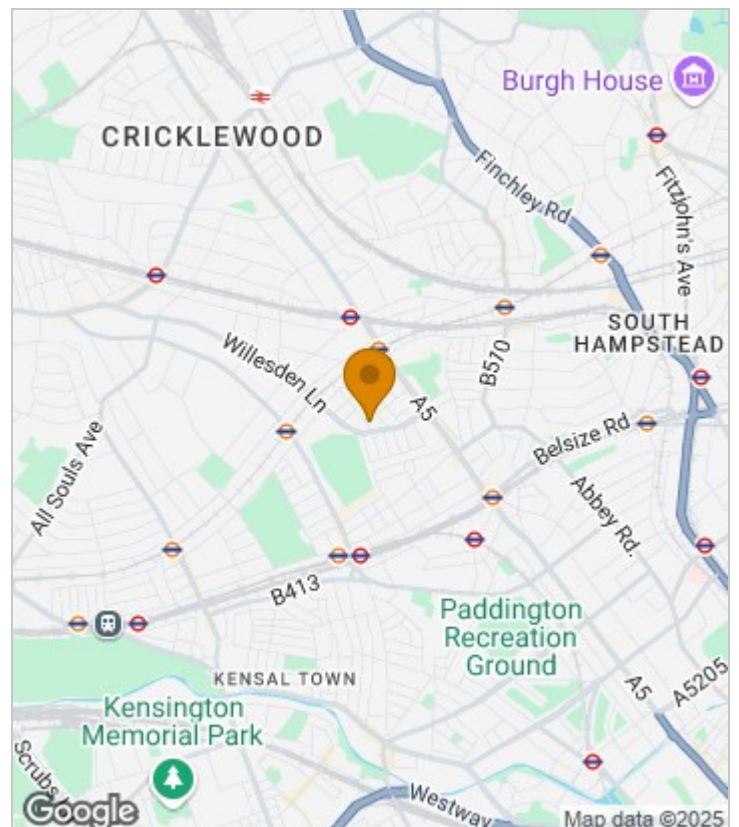 Burgh House
CRICKLEWOOD
Finchley Rd
Fitzjohn's Ave
SOUTH
HAMPSTEAD
Willesden Ln
B570
A5
Belsize Rd
All Souls Ave
Abbey Rd.
B413
Paddington
Recreation
Ground
KENSAL TOWN
A5
A5205
Kensington
Memorial Park
Scrubs
Westway
Google
Map data ©2025